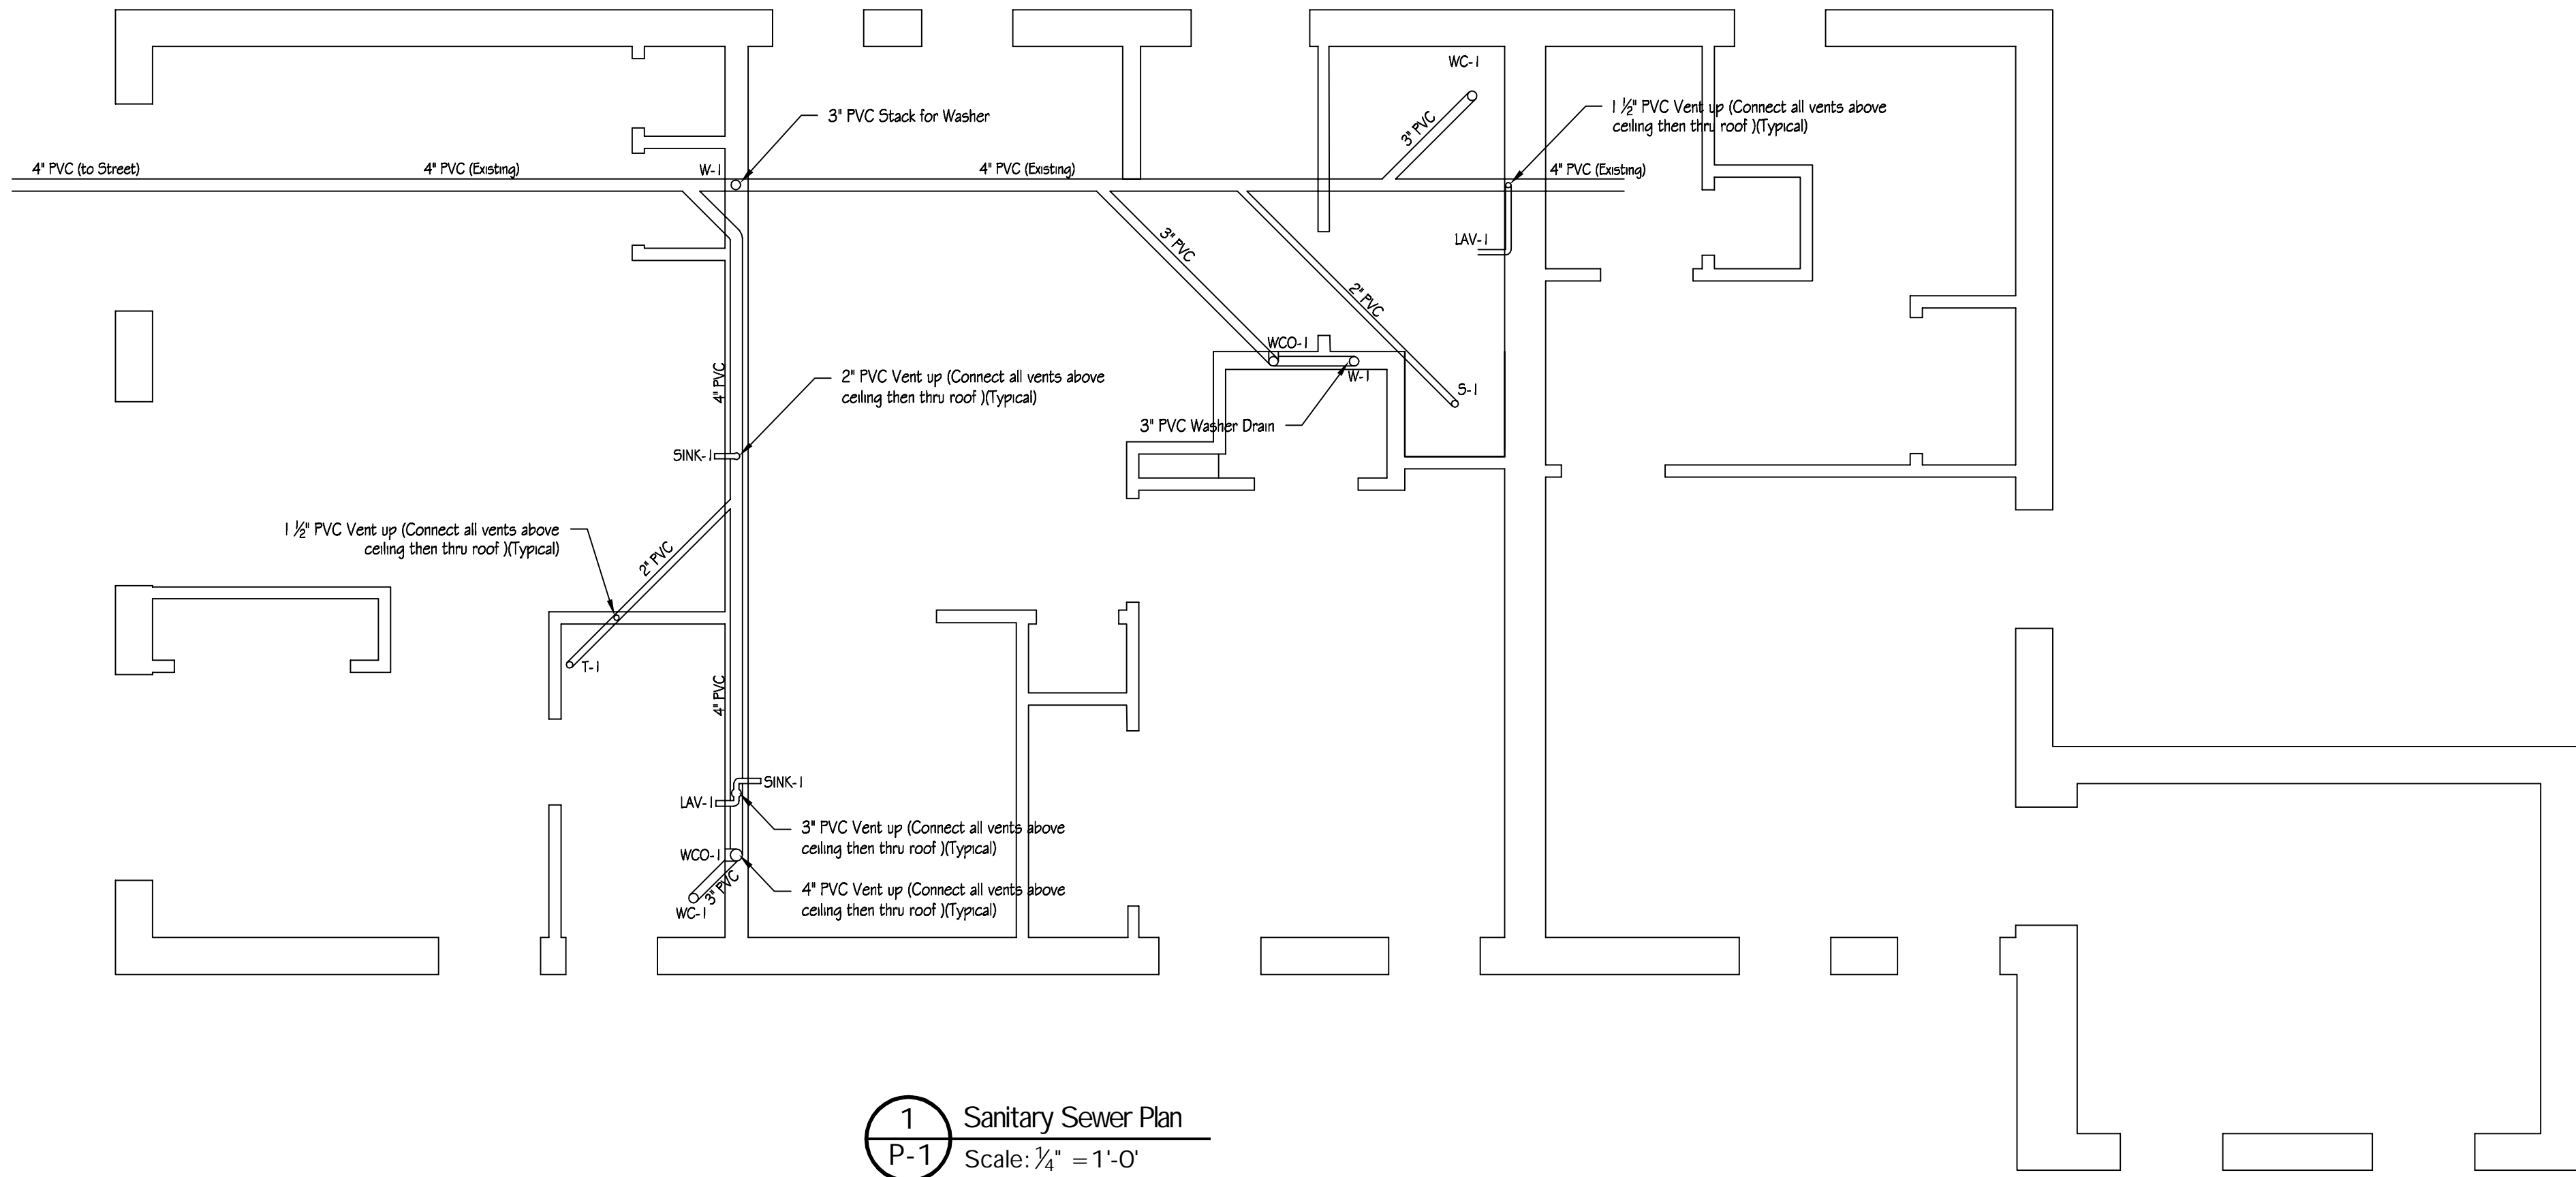 WC-1
3" PVC Stack for Washer
1 ½" PVC Vent up (Connect all vents above
ceiling then thru roof )(Typical)
3" PVC
4" PVC (to Street)
4" PVC (Existing)
W-1
4" PVC (Existing)
4" PVC (Existing)
LAV-1
3" PVC
2" PVC
WCO-1
W-1
S-1
4" PVC
2" PVC Vent up (Connect all vents above
ceiling then thru roof )(Typical)
3" PVC Washer Drain
SINK-1
1 ½" PVC Vent up (Connect all vents above
ceiling then thru roof )(Typical)
2" PVC
T-1
4" PVC
SINK-1
LAV-1
3" PVC Vent up (Connect all vents above
ceiling then thru roof )(Typical)
WCO-1
3" PVC
4" PVC Vent up (Connect all vents above
ceiling then thru roof )(Typical)
WC-1
1
P-1
Sanitary Sewer Plan
Scale: ¼" = 1'-0'